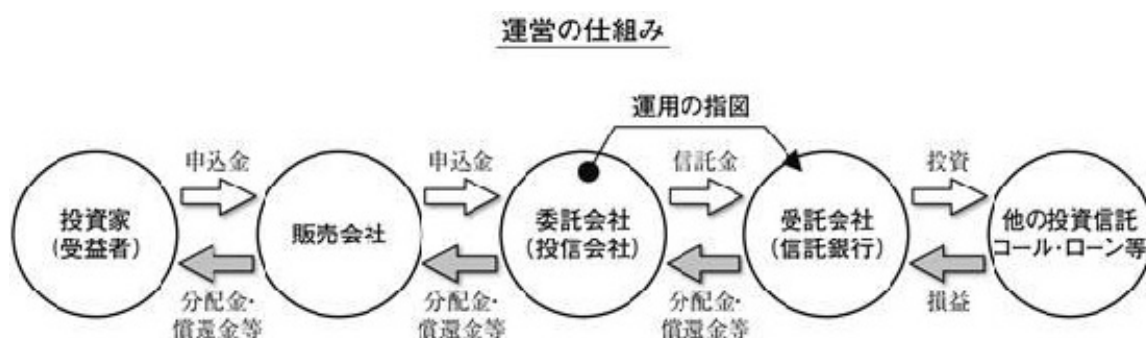 運営の仕組み
運用の指図
申込金
申込金
信託金
投資
投資家
(受益者)
販売会社
委託会社
(投信会社)
受託会社
(信託銀行)
他の投資信託
コール・ローン等
分配金・
償還金等
分配金・
償還金等
分配金・
償還金等
損益